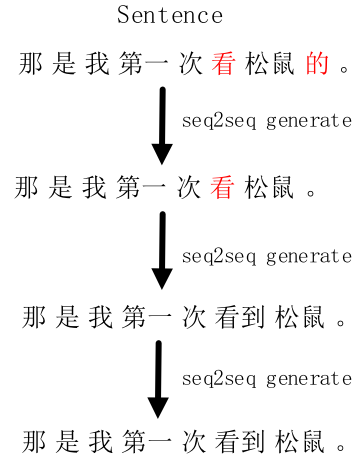 Sentence
那是我第一次看松鼠的。
seq2seq generate
那是我第一次看松鼠。
seq2seq generate
那是我第一次看到松鼠。
seq2seq generate
那是我第一次看到松鼠。